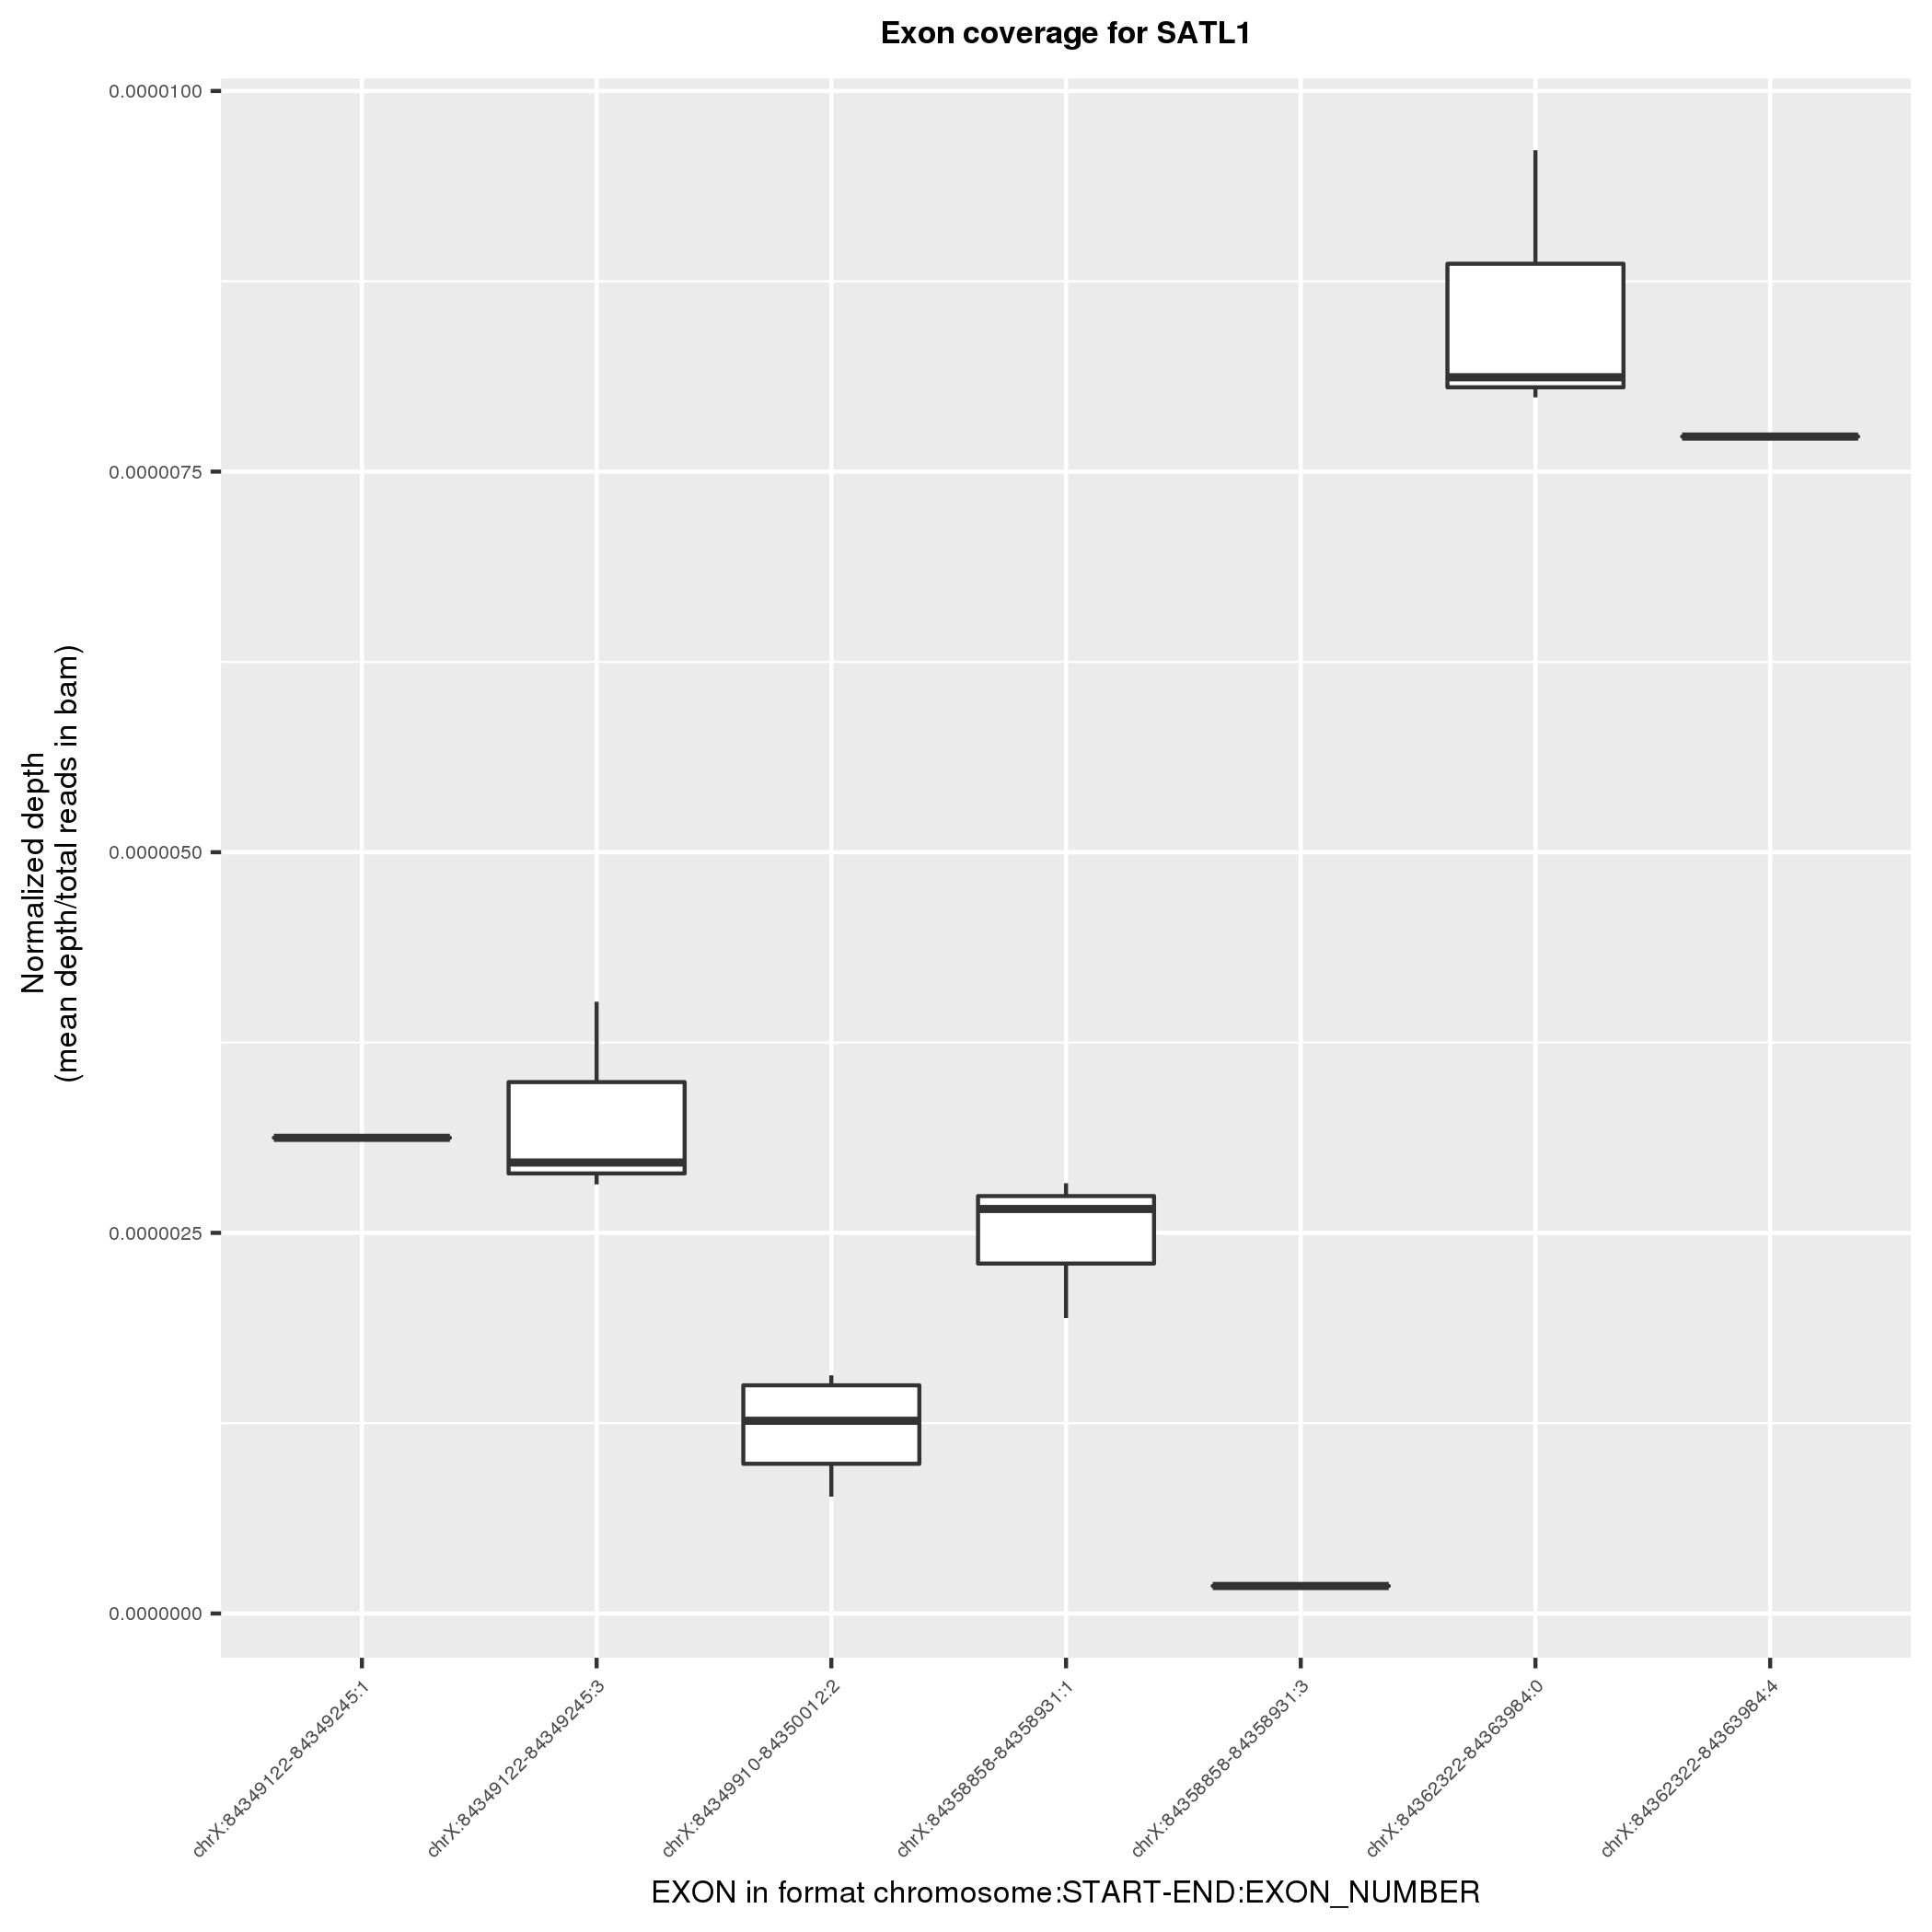 Exon coverage for SATL1
Normalized depth
(mean depth/total reads in bam)
0.0000100
0.0000075
0.0000050
0.0000025
0.0000000
chrX:84349122-84349245:1
chrX:84349122-84349245:3
chrX:84349910-84350012:2
chrX:84358858-84358931:1
chrX:84358858-84358931:3
chrX:84362322-84363984:0
chrX:84362322-84363984:4
EXON in format chromosome:START-END:EXON_NUMBER